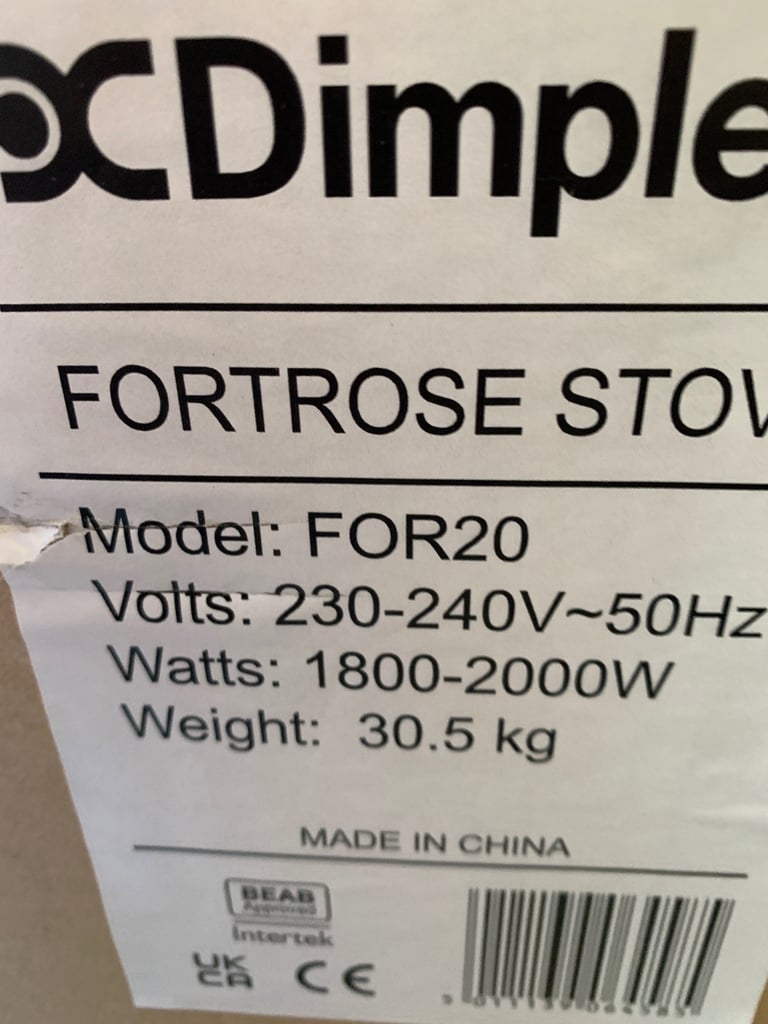 Dimple
FORTROSE STOV
Model: FOR20
Volts: 230-240V~50Hz
Watts: 1800-2000W
Weight: 30.5 kg
MADE IN CHINA
BEAB
Approved
Intertek
UK
CA CE